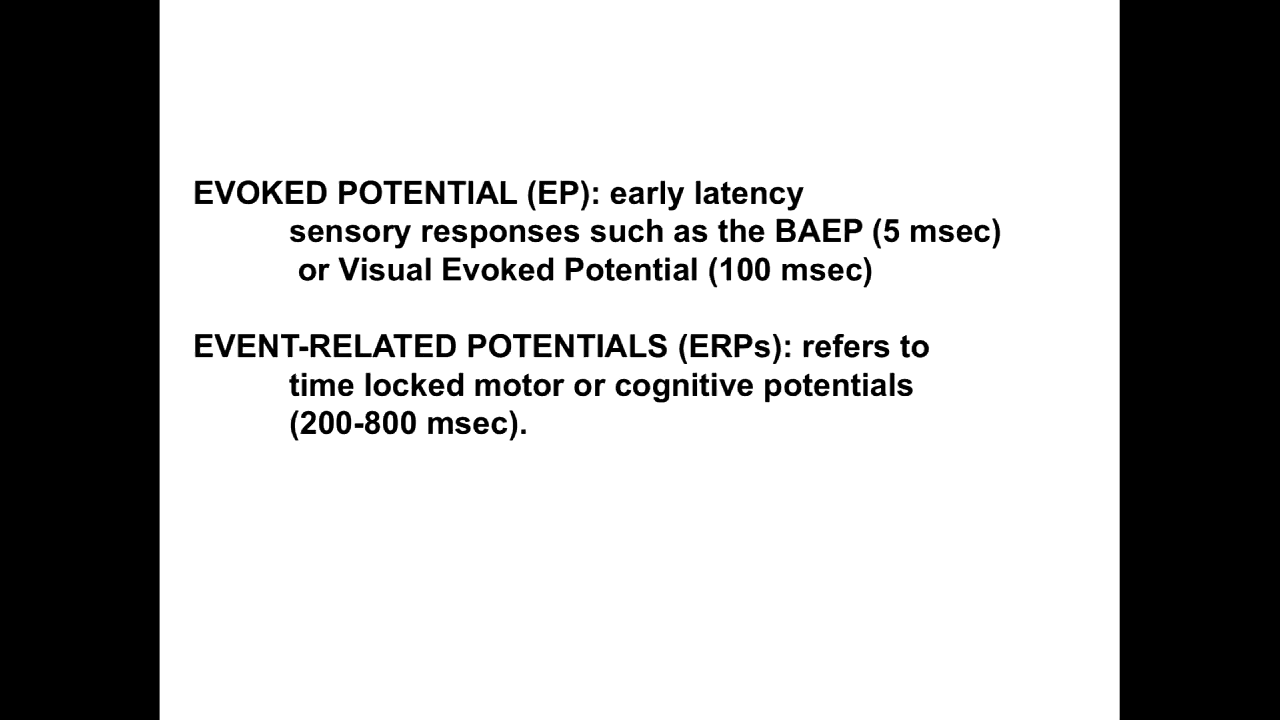 EVOKED POTENTIAL (EP): early latency
sensory responses such as the BAEP (5 msec)
or Visual Evoked Potential (100 msec)
EVENT-RELATED POTENTIALS (ERPs): refers to
time locked motor or cognitive potentials
(200-800 msec).